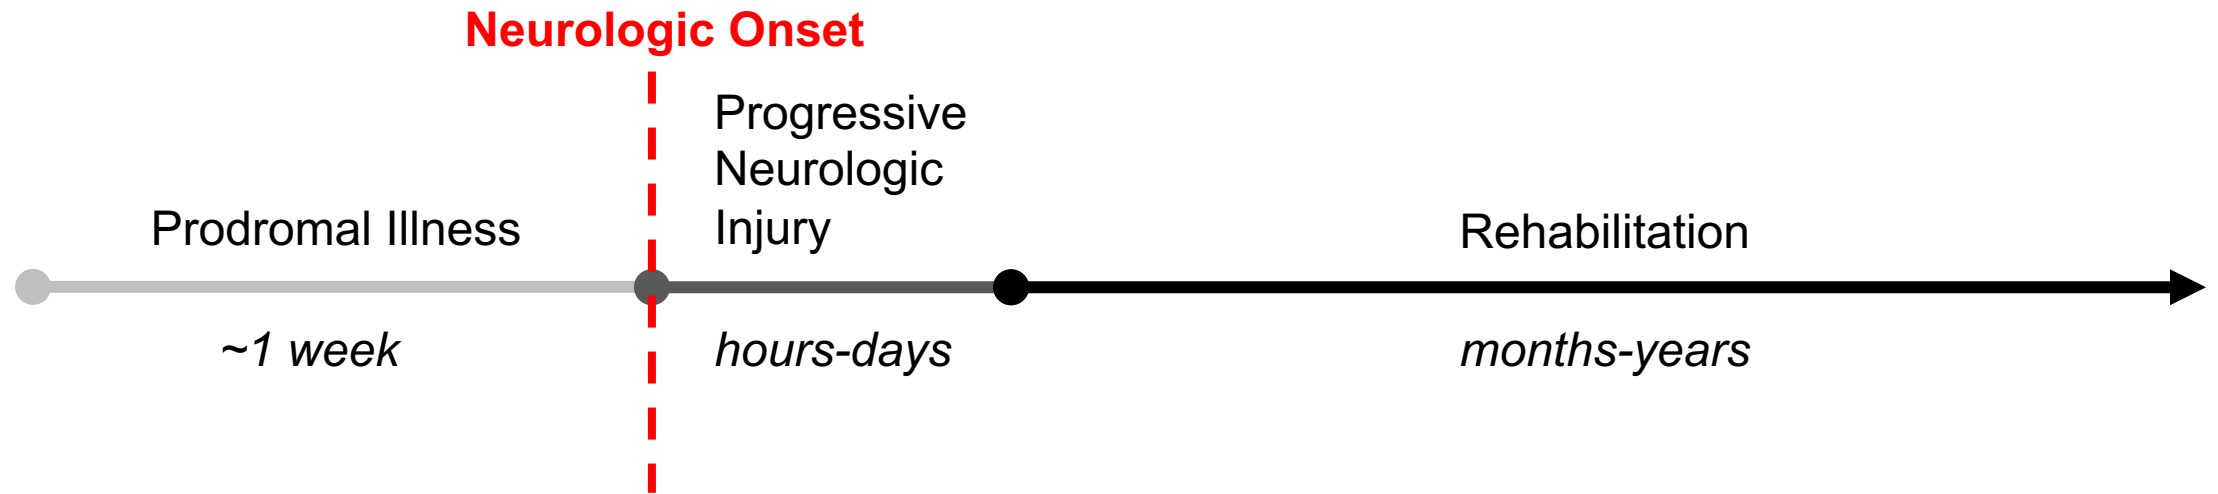 Neurologic Onset
Progressive
Neurologic
Injury
Prodromal Illness
Rehabilitation
~1 week
hours-days
months-years